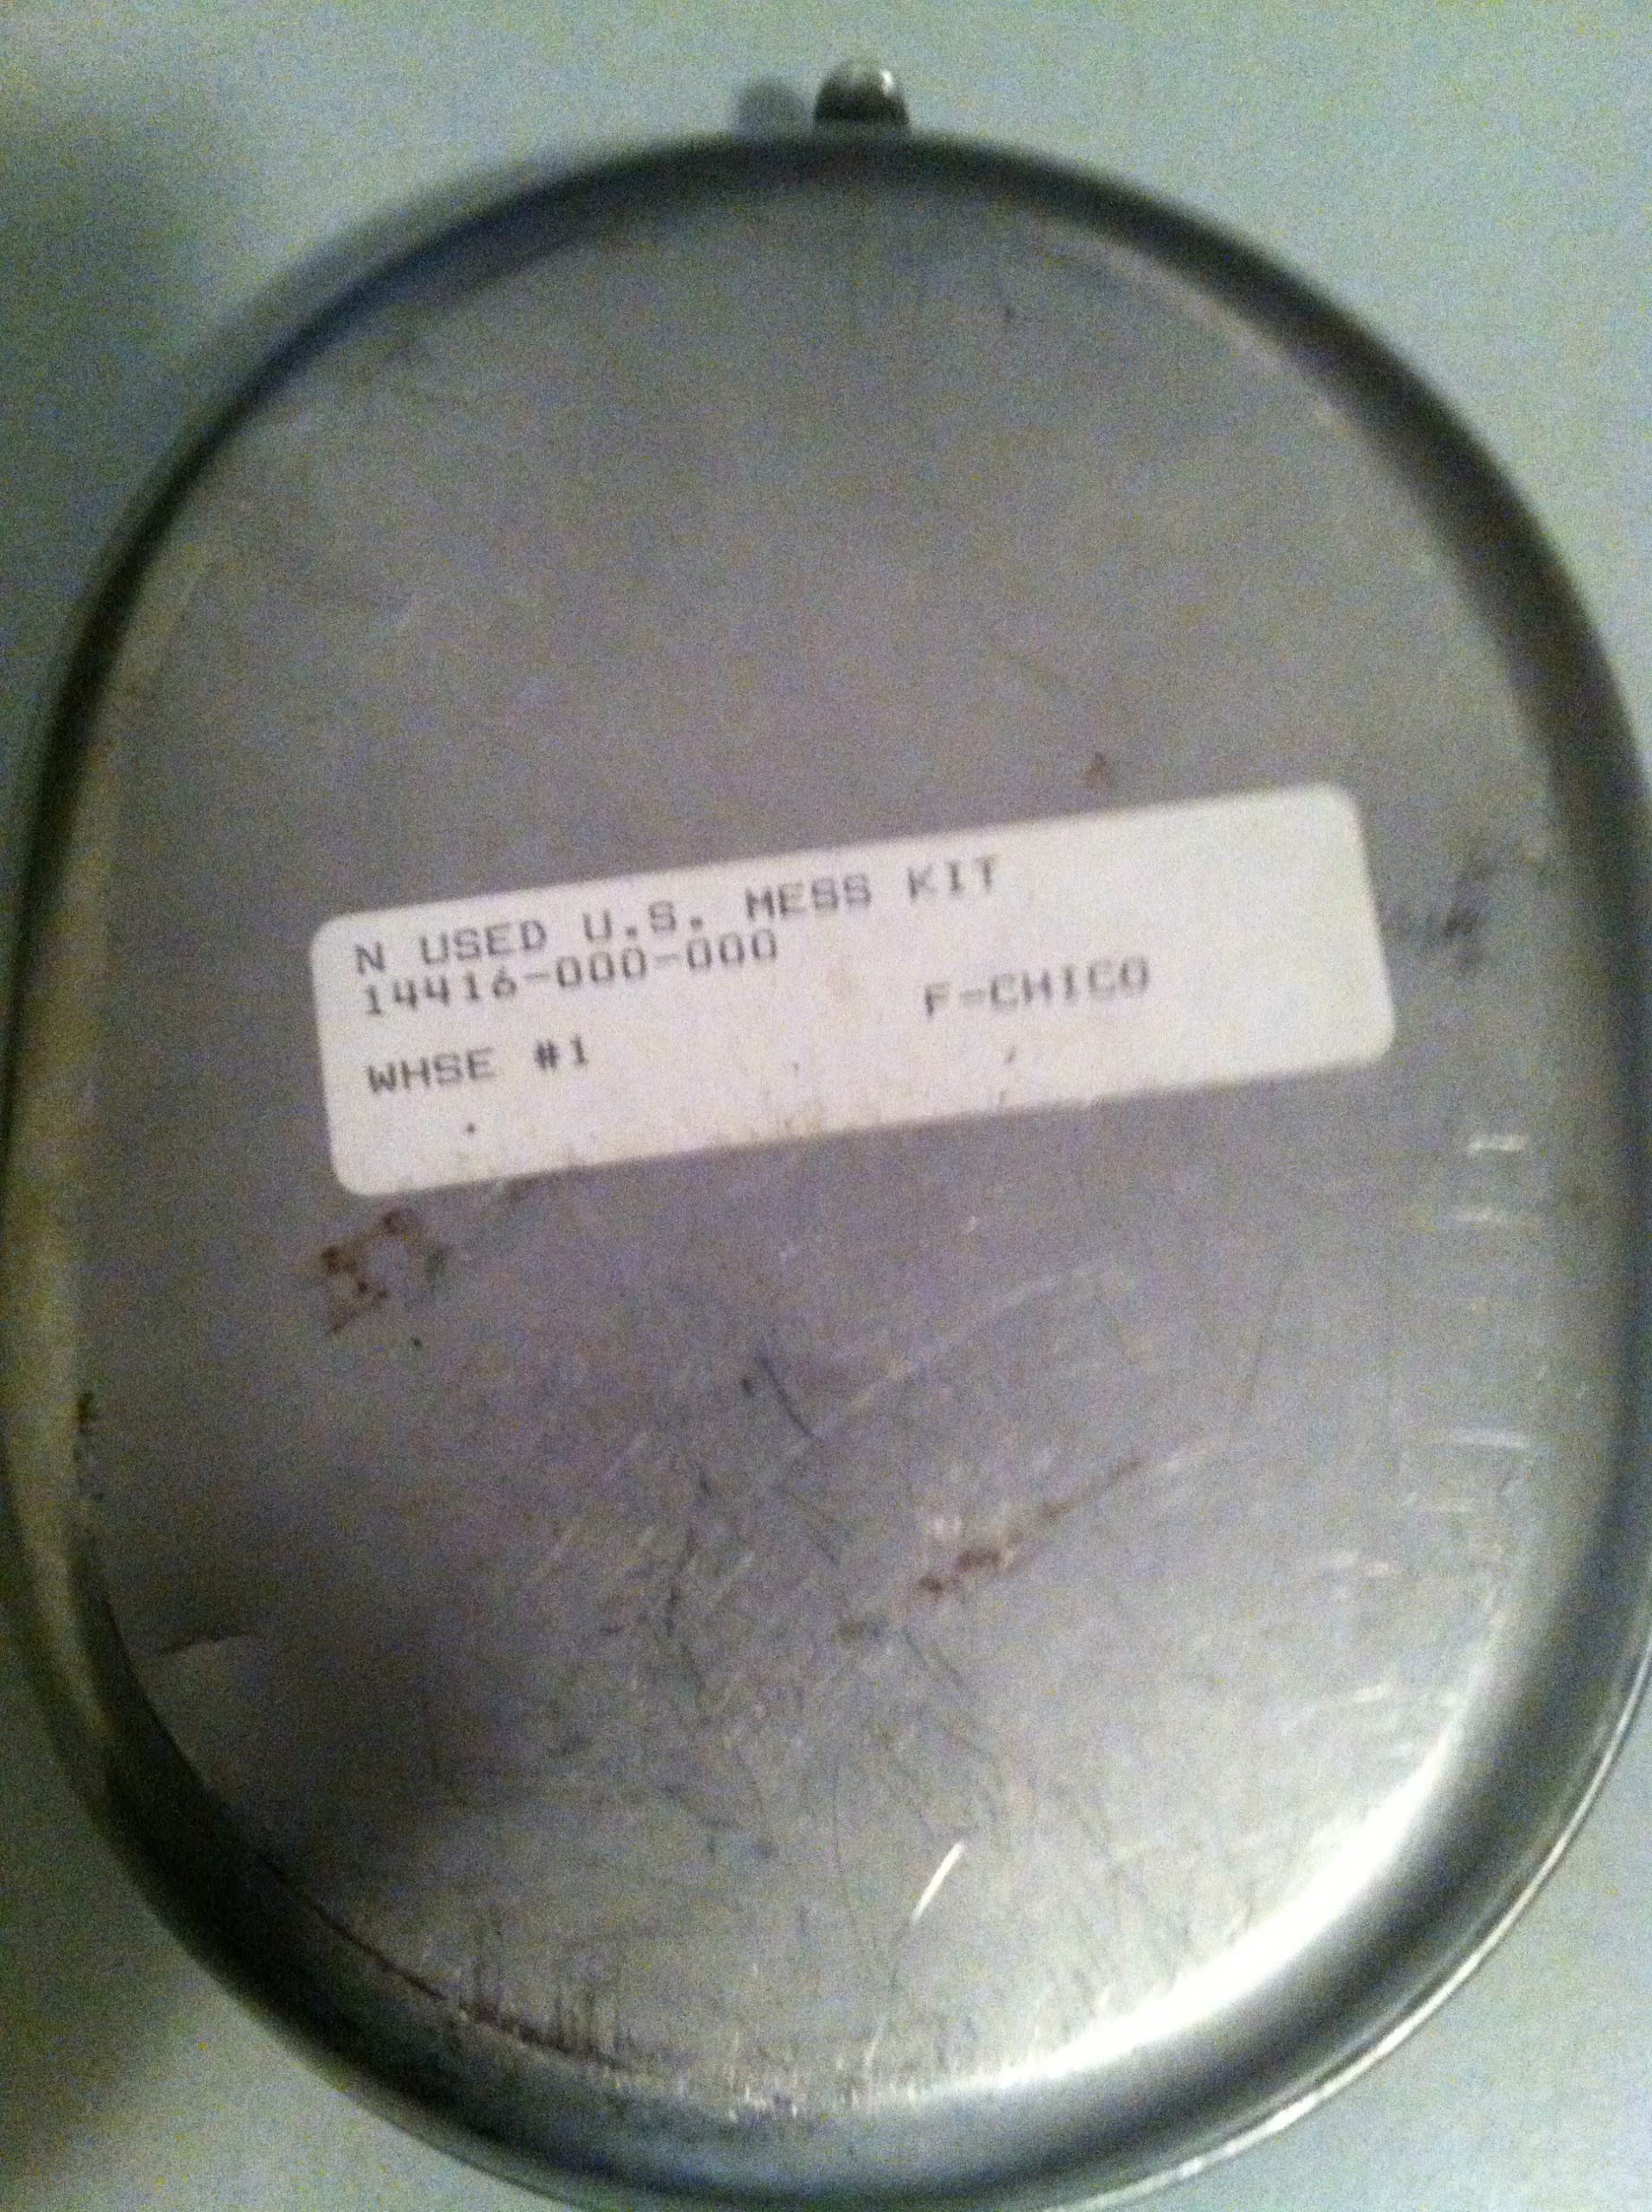 N USED U.S. MESS KIT
14416-000-000
F-CHICO
WHSE #1